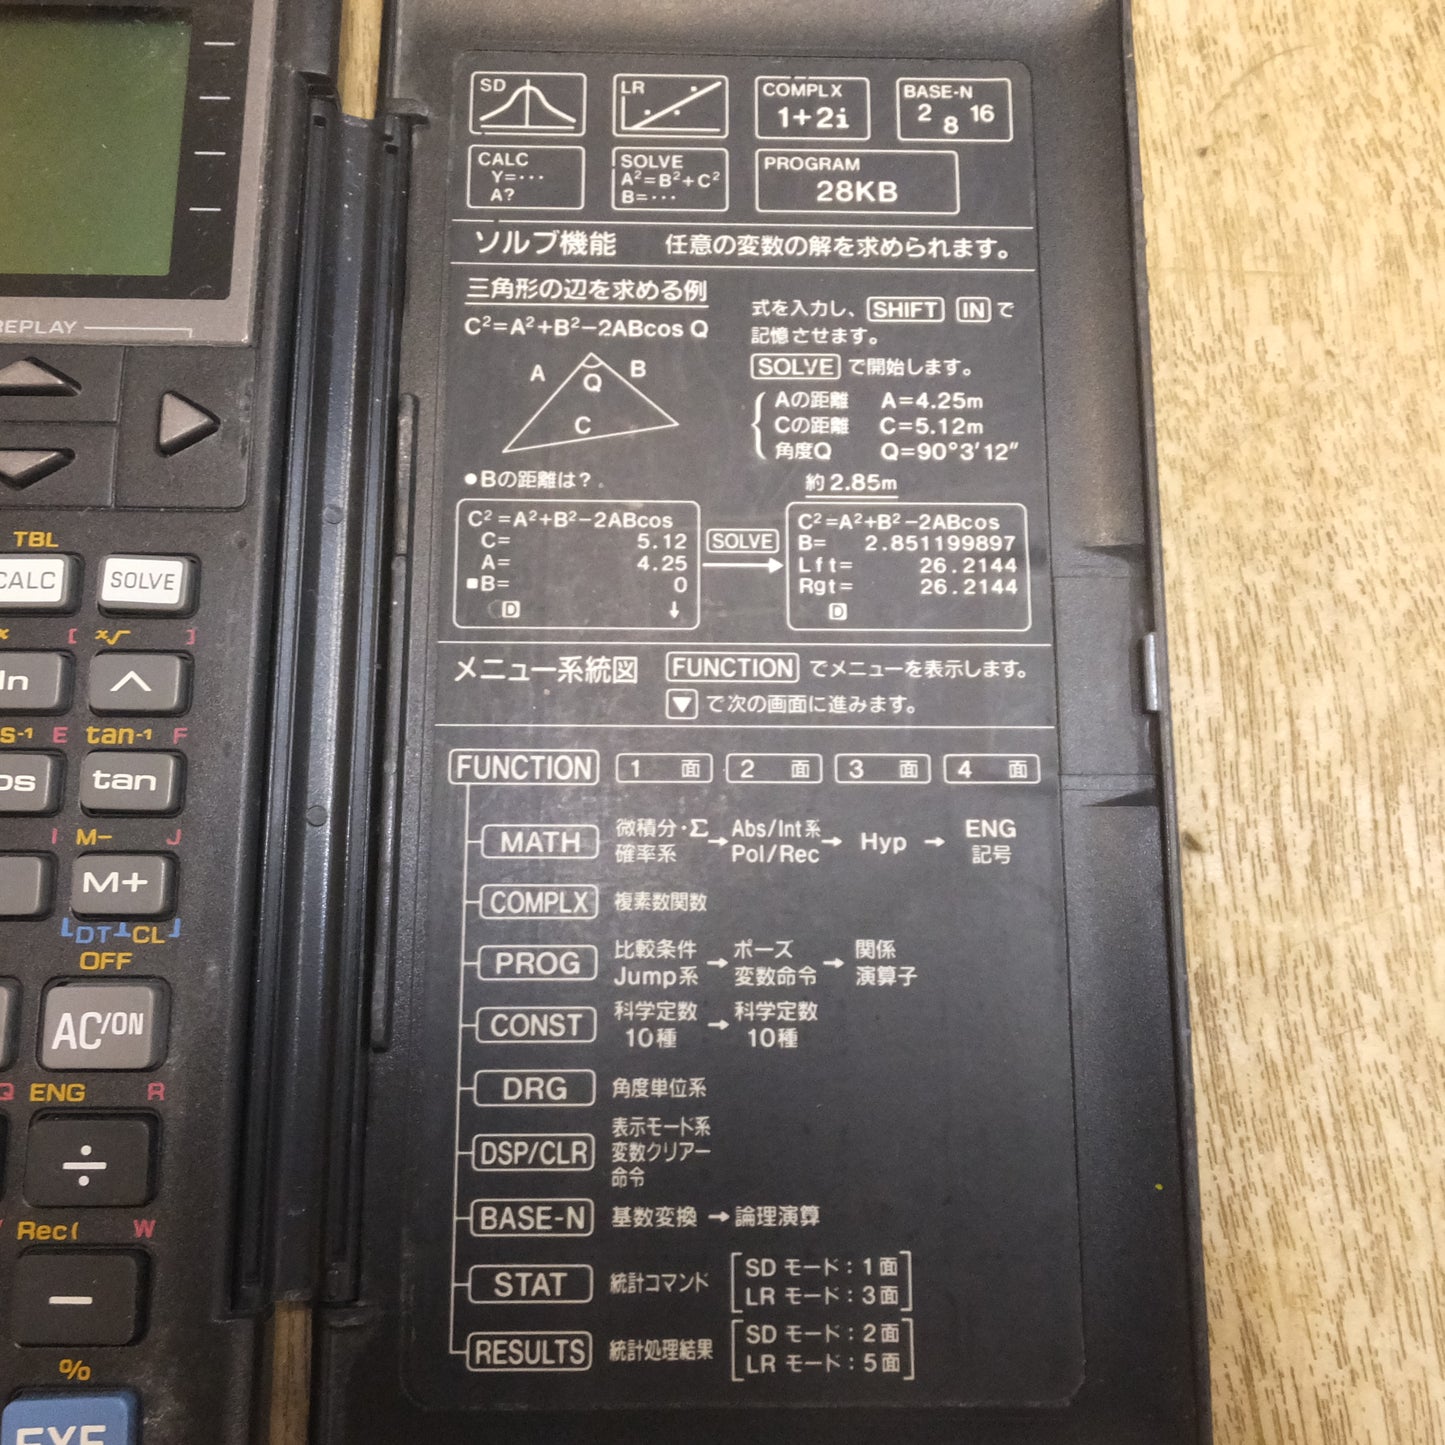 REPLAY
TBL
CALC
SOLVE
[
x√
]
ln
^
s-1
E
tan-1
F
os
tan
I
M−
J
M+
DT
CL
OFF
AC/ON
Q
ENG
R
÷
Rec(
W
−
%
EXE
SD
LR
COMPLX
1+2i
BASE-N
2 8 16
CALC
Y=···
A?
SOLVE
A²=B²+C²
B=···
PROGRAM
28KB
ソルブ機能 任意の変数の解を求められます。
三角形の辺を求める例
C²=A²+B²−2ABcos Q
A
B
Q
C
式を入力し、SHIFT INで
記憶させます。
SOLVE で開始します。
Aの距離 A=4.25m
Cの距離 C=5.12m
角度Q Q=90°3′12″
●Bの距離は?
約2.85m
C²=A²+B²−2ABcos
C= 5.12
A= 4.25
■B= 0
D ↓
SOLVE
C²=A²+B²−2ABcos
B= 2.851199897
Lft= 26.2144
Rgt= 26.2144
D
メニュー系統図 FUNCTION でメニューを表示します。
▼ で次の画面に進みます。
FUNCTION 1 面 2 面 3 面 4 面
MATH 微積分・Σ 確率系 → Abs/Int系 Pol/Rec → Hyp → ENG 記号
COMPLX 複素数関数
PROG 比較条件 Jump系 → ポーズ 変数命令 → 関係 演算子
CONST 科学定数 10種 → 科学定数 10種
DRG 角度単位系
DSP/CLR 表示モード系 変数クリアー 命令
BASE-N 基数変換 → 論理演算
STAT 統計コマンド [SD モード：1面 LR モード：3面]
RESULTS 統計処理結果 [SD モード：2面 LR モード：5面]